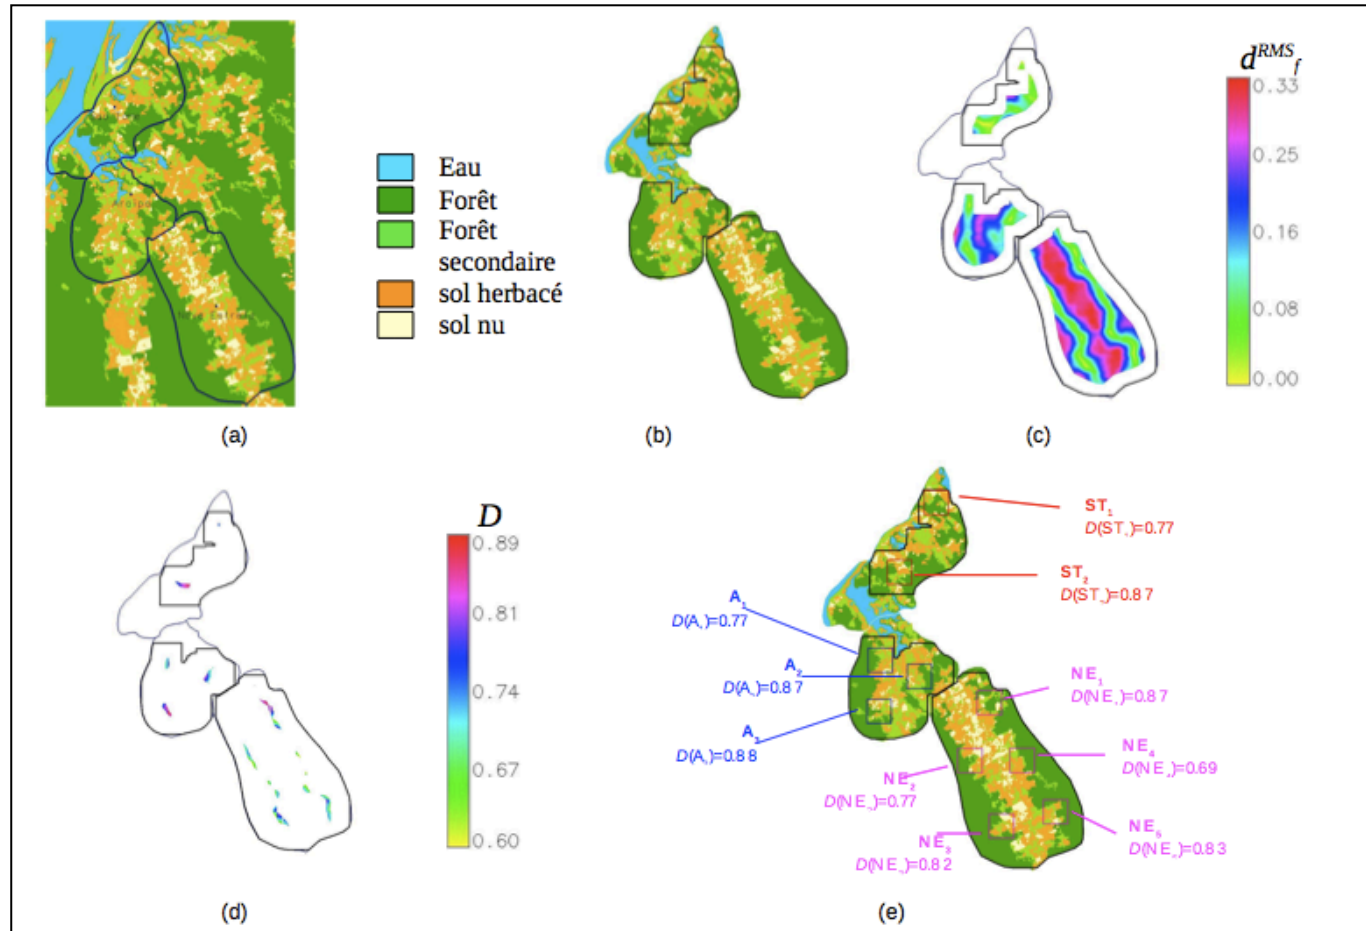 Eau
Forêt
Forêt
secondaire
sol herbacé
sol nu
d^RMS_f
0.33
0.25
0.16
0.08
0.00
(a)
(b)
(c)
D
0.89
0.81
0.74
0.67
0.60
ST₁
D(ST₁)=0.77
ST₂
D(ST₂)=0.87
A₁
D(A₁)=0.77
A₂
D(A₂)=0.87
A₃
D(A₃)=0.88
NE₁
D(NE₁)=0.87
NE₄
D(NE₄)=0.69
NE₂
D(NE₂)=0.77
NE₅
D(NE₅)=0.83
NE₃
D(NE₃)=0.82
(d)
(e)